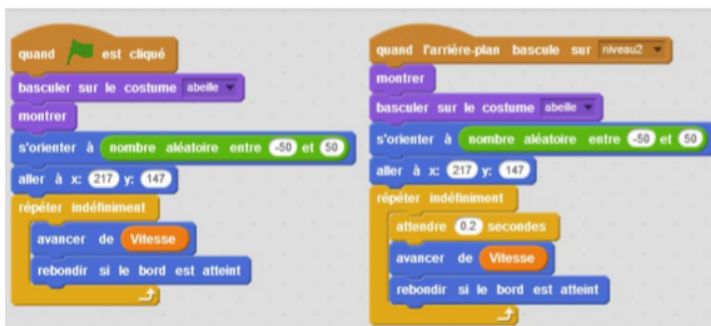 quand est cliqué
basculer sur le costume abeille
montrer
s'orienter à nombre aléatoire entre -50 et 50
aller à x: 217 y: 147
répéter indéfiniment
avancer de Vitesse
rebondir si le bord est atteint
quand l'arrière-plan bascule sur niveau2
montrer
basculer sur le costume abeille
s'orienter à nombre aléatoire entre -50 et 50
aller à x: 217 y: 147
répéter indéfiniment
attendre 0.2 secondes
avancer de Vitesse
rebondir si le bord est atteint